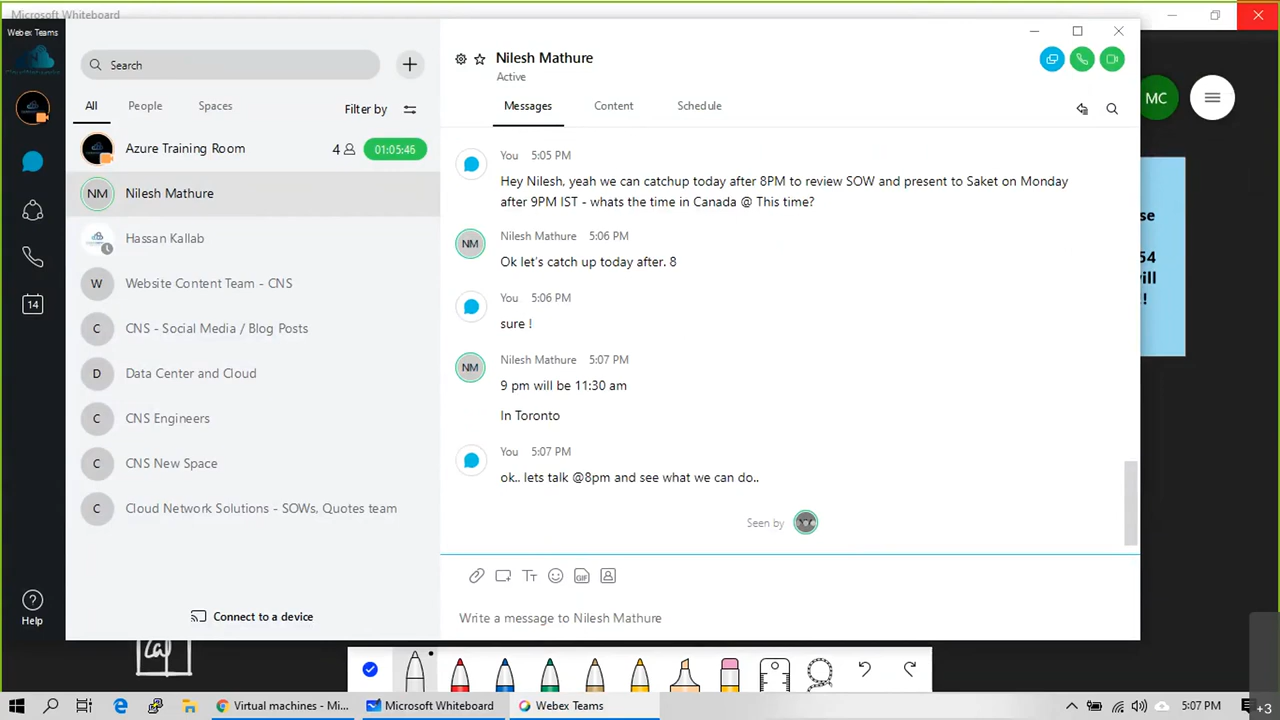 Microsoft Whiteboard
Webex Teams
Search
All
People
Spaces
Filter by
Azure Training Room
4
01:05:46
NM
Nilesh Mathure
Hassan Kallab
W
Website Content Team - CNS
C
CNS - Social Media / Blog Posts
D
Data Center and Cloud
C
CNS Engineers
C
CNS New Space
C
Cloud Network Solutions - SOWs, Quotes team
14
Help
Connect to a device
Nilesh Mathure
Active
Messages
Content
Schedule
You 5:05 PM
Hey Nilesh, yeah we can catchup today after 8PM to review SOW and present to Saket on Monday
after 9PM IST - whats the time in Canada @ This time?
NM
Nilesh Mathure 5:06 PM
Ok let's catch up today after. 8
You 5:06 PM
sure !
NM
Nilesh Mathure 5:07 PM
9 pm will be 11:30 am
In Toronto
You 5:07 PM
ok.. lets talk @8pm and see what we can do..
Seen by
Tт
GIF
Write a message to Nilesh Mathure
MC
se
54
vill
!
Virtual machines - Mi...
Microsoft Whiteboard
Webex Teams
5:07 PM
+3